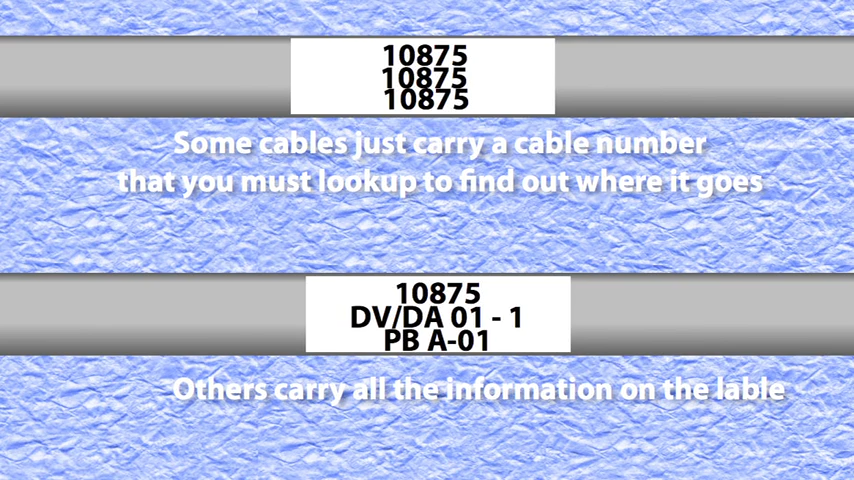 10875
10875
10875
Some cables just carry a cable number
that you must lookup to find out where it goes
10875
DV/DA 01 - 1
PB A-01
Others carry all the information on the lable